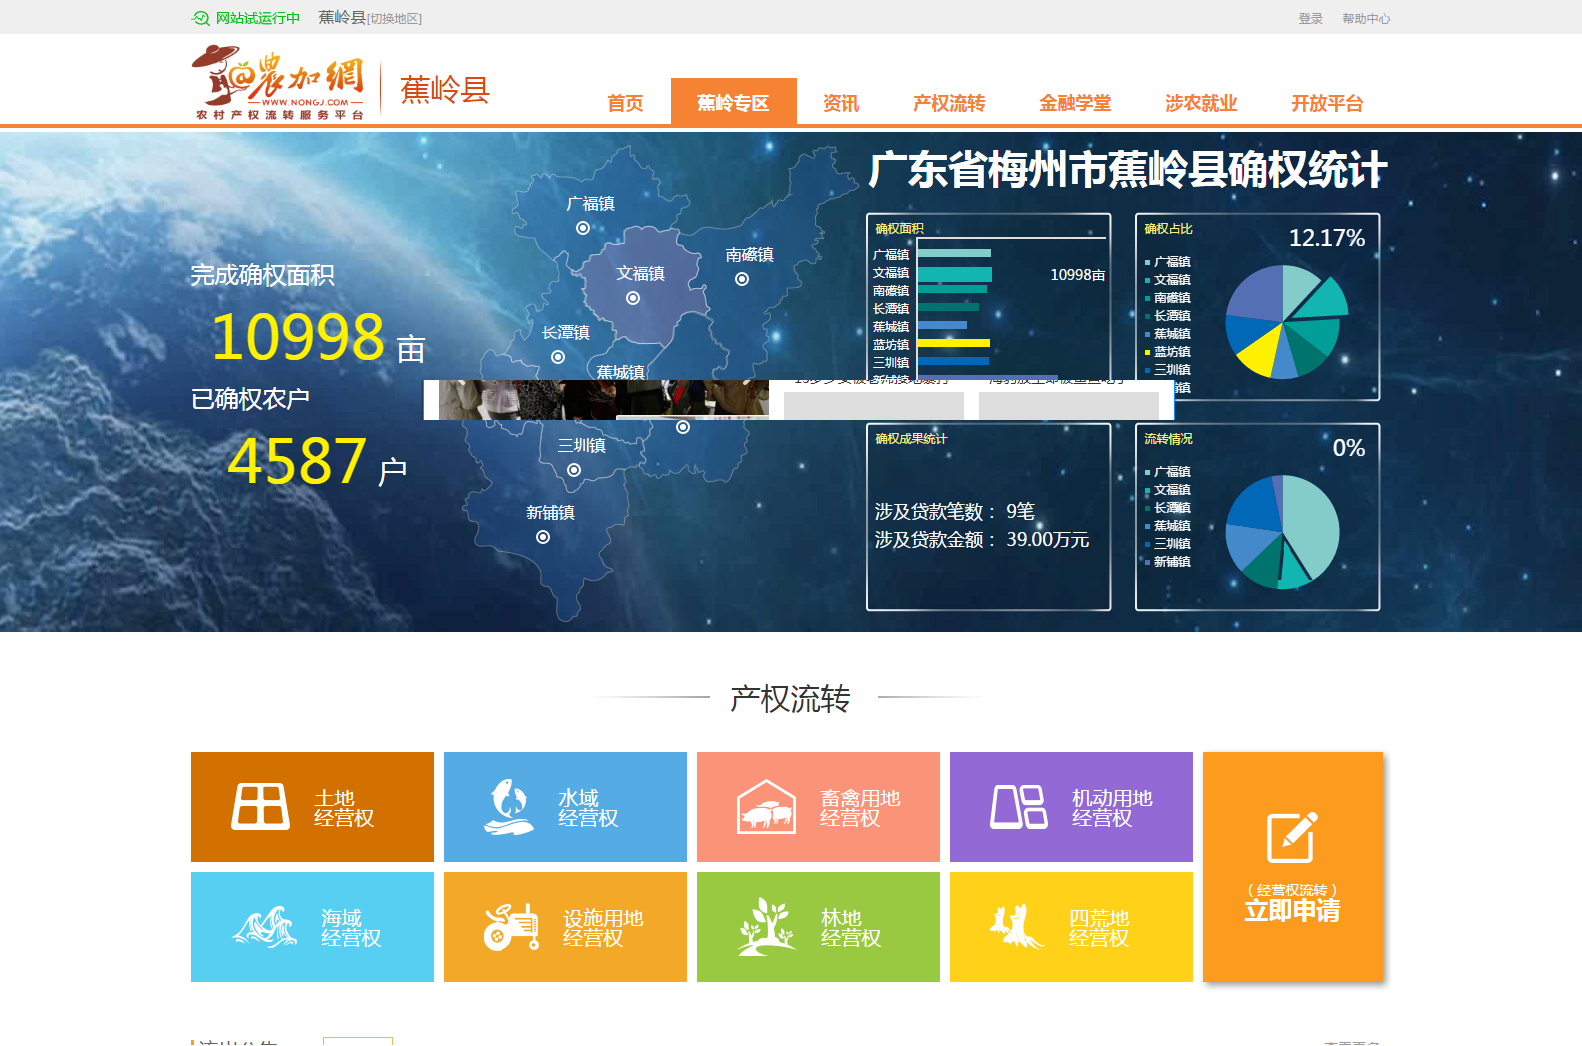 网站试运行中 蕉岭县[切换地区] 登录 帮助中心
@農加網
WWW.NONGJ.COM
农村产权流转服务平台
蕉岭县
首页 蕉岭专区 资讯 产权流转 金融学堂 涉农就业 开放平台
广东省梅州市蕉岭县确权统计
完成确权面积
10998 亩
已确权农户
4587 户
广福镇
南礤镇
文福镇
长潭镇
蕉城镇
三圳镇
新铺镇
确权面积
广福镇
文福镇
南礤镇
长潭镇
蕉城镇
蓝坊镇
三圳镇
10998亩
确权占比
12.17%
广福镇
文福镇
南礤镇
长潭镇
蕉城镇
蓝坊镇
三圳镇
确权成果统计
涉及贷款笔数： 9笔
涉及贷款金额： 39.00万元
流转情况
0%
广福镇
文福镇
长潭镇
蕉城镇
三圳镇
新铺镇
产权流转
土地
经营权
水域
经营权
畜禽用地
经营权
机动用地
经营权
海域
经营权
设施用地
经营权
林地
经营权
四荒地
经营权
（经营权流转）
立即申请